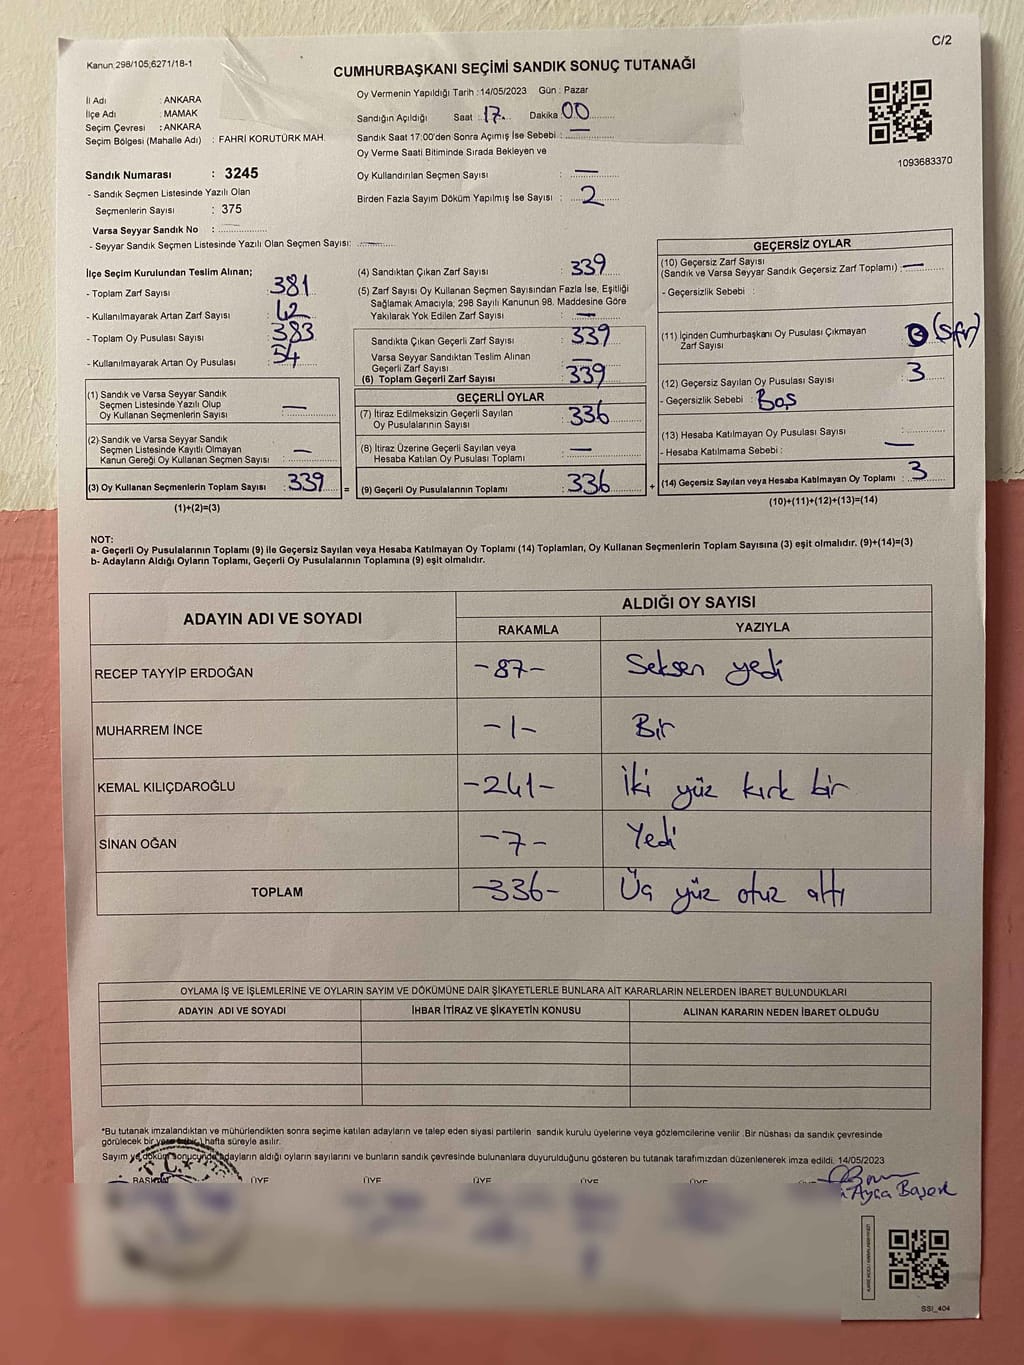 C/2
Kanun 298/105,6271/18-1
CUMHURBAŞKANI SEÇİMİ SANDIK SONUÇ TUTANAĞI
İl Adı : ANKARA
İlçe Adı : MAMAK
Seçim Çevresi : ANKARA
Seçim Bölgesi (Mahalle Adı) : FAHRİ KORUTÜRK MAH.
Oy Vermenin Yapıldığı Tarih : 14/05/2023 Gün : Pazar
Sandığın Açıldığı Saat : 17 Dakika 00
Sandık Saat 17:00'den Sonra Açımış İse Sebebi : —
Oy Verme Saati Bitiminde Sırada Bekleyen ve
Oy Kullandırılan Seçmen Sayısı : —
Birden Fazla Sayım Döküm Yapılmış İse Sayısı : 2
1093683370
Sandık Numarası : 3245
- Sandık Seçmen Listesinde Yazılı Olan
Seçmenlerin Sayısı : 375
Varsa Seyyar Sandık No :
- Seyyar Sandık Seçmen Listesinde Yazılı Olan Seçmen Sayısı: —
İlçe Seçim Kurulundan Teslim Alınan;
- Toplam Zarf Sayısı 381
- Kullanılmayarak Artan Zarf Sayısı : 42
- Toplam Oy Pusulası Sayısı : 383
- Kullanılmayarak Artan Oy Pusulası : 54
(1) Sandık ve Varsa Seyyar Sandık
Seçmen Listesinde Yazılı Olup
Oy Kullanan Seçmenlerin Sayısı : —
(2) Sandık ve Varsa Seyyar Sandık
Seçmen Listesinde Kayıtlı Olmayan
Kanun Gereği Oy Kullanan Seçmen Sayısı : —
(3) Oy Kullanan Seçmenlerin Toplam Sayısı : 339 =
(1)+(2)=(3)
(4) Sandıktan Çıkan Zarf Sayısı : 339
(5) Zarf Sayısı Oy Kullanan Seçmen Sayısından Fazla İse, Eşitliği
Sağlamak Amacıyla, 298 Sayılı Kanunun 98. Maddesine Göre
Yakılarak Yok Edilen Zarf Sayısı : —
Sandıkta Çıkan Geçerli Zarf Sayısı : 339
Varsa Seyyar Sandıktan Teslim Alınan
Geçerli Zarf Sayısı : —
(6) Toplam Geçerli Zarf Sayısı : 339
GEÇERLİ OYLAR
(7) İtiraz Edilmeksizin Geçerli Sayılan
Oy Pusulalarının Sayısı : 336
(8) İtiraz Üzerine Geçerli Sayılan veya
Hesaba Katılan Oy Pusulası Toplamı : —
(9) Geçerli Oy Pusulalarının Toplamı : 336 +
GEÇERSİZ OYLAR
(10) Geçersiz Zarf Sayısı
(Sandık ve Varsa Seyyar Sandık Geçersiz Zarf Toplamı) : —
- Geçersizlik Sebebi :
(11) İçinden Cumhurbaşkanı Oy Pusulası Çıkmayan
Zarf Sayısı : 0 (sıfır)
(12) Geçersiz Sayılan Oy Pusulası Sayısı : 3
- Geçersizlik Sebebi : Boş
(13) Hesaba Katılmayan Oy Pusulası Sayısı :
- Hesaba Katılmama Sebebi : —
(14) Geçersiz Sayılan veya Hesaba Katılmayan Oy Toplamı : 3
(10)+(11)+(12)+(13)=(14)
NOT:
a- Geçerli Oy Pusulalarının Toplamı (9) ile Geçersiz Sayılan veya Hesaba Katılmayan Oy Toplamı (14) Toplamları, Oy Kullanan Seçmenlerin Toplam Sayısına (3) eşit olmalıdır. (9)+(14)=(3)
b- Adayların Aldığı Oyların Toplamı, Geçerli Oy Pusulalarının Toplamına (9) eşit olmalıdır.
ADAYIN ADI VE SOYADI
ALDIĞI OY SAYISI
RAKAMLA YAZIYLA
RECEP TAYYİP ERDOĞAN -87- Seksen yedi
MUHARREM İNCE -1- Bir
KEMAL KILIÇDAROĞLU -241- İki yüz kırk bir
SİNAN OĞAN -7- Yedi
TOPLAM -336- Üç yüz otuz altı
OYLAMA İŞ VE İŞLEMLERİNE VE OYLARIN SAYIM VE DÖKÜMÜNE DAİR ŞİKAYETLERLE BUNLARA AİT KARARLARIN NELERDEN İBARET BULUNDUKLARI
ADAYIN ADI VE SOYADI İHBAR İTİRAZ VE ŞİKAYETİN KONUSU ALINAN KARARIN NEDEN İBARET OLDUĞU
*Bu tutanak imzalandıktan ve mühürlendikten sonra seçime katılan adayların ve talep eden siyasi partilerin sandık kurulu üyelerine veya gözlemcilerine verilir .Bir nüshası da sandık çevresinde
görülecek bir yere 1 (bir ) hafta süreyle asılır.
Sayım ve döküm sonucunda adayların aldığı oyların sayılarını ve bunların sandık çevresinde bulunanlara duyurulduğunu gösteren bu tutanak tarafımızdan düzenlenerek imza edildi. 14/05/2023
T.C.
BAŞKAN ÜYE ÜYE ÜYE ÜYE ÜYE
Ayça Başer
SSI_404